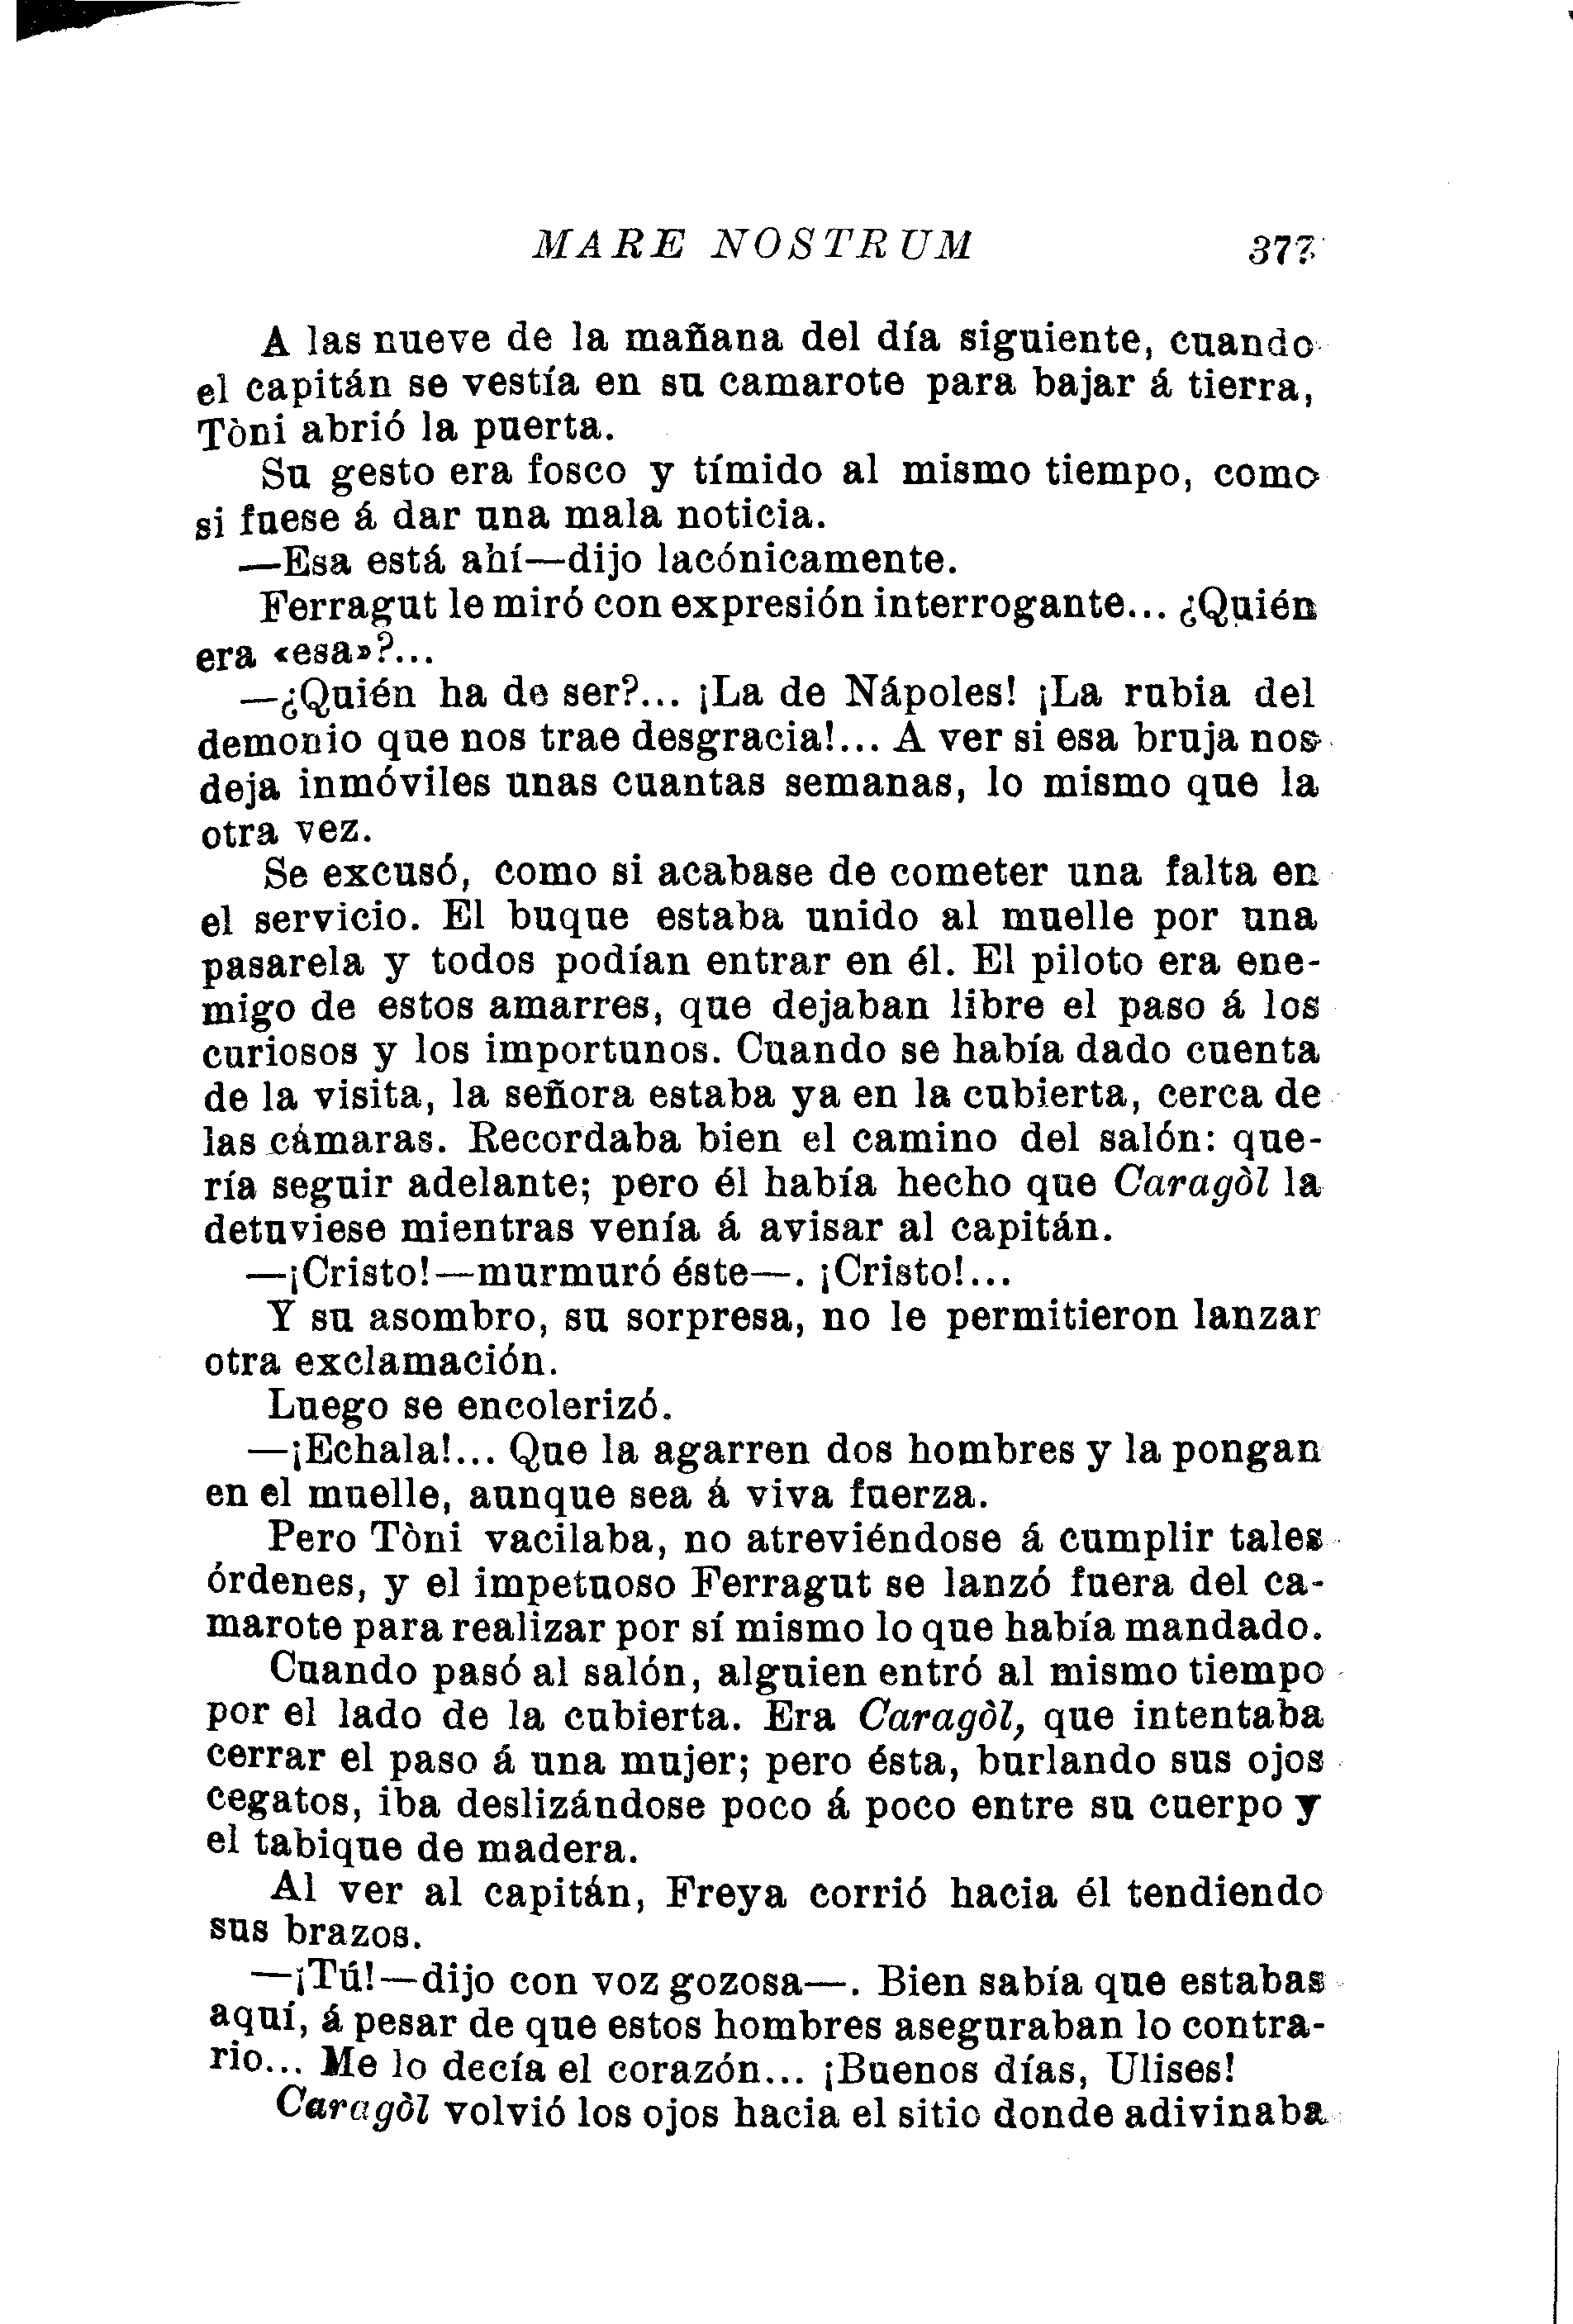 MARE NOSTRUM 377
A las nueve de la mañana del día siguiente, cuando
el capitán se vestía en su camarote para bajar á tierra,
Tòni abrió la puerta.
Su gesto era fosco y tímido al mismo tiempo, como
si fuese á dar una mala noticia.
—Esa está ahí—dijo lacónicamente.
Ferragut le miró con expresión interrogante... ¿Quién
era «esa»?...
—¿Quién ha de ser?... ¡La de Nápoles! ¡La rubia del
demonio que nos trae desgracia!... A ver si esa bruja nos
deja inmóviles unas cuantas semanas, lo mismo que la
otra vez.
Se excusó, como si acabase de cometer una falta en
el servicio. El buque estaba unido al muelle por una
pasarela y todos podían entrar en él. El piloto era ene-
migo de estos amarres, que dejaban libre el paso á los
curiosos y los importunos. Cuando se había dado cuenta
de la visita, la señora estaba ya en la cubierta, cerca de
las cámaras. Recordaba bien el camino del salón: que-
ría seguir adelante; pero él había hecho que Caragòl la
detuviese mientras venía á avisar al capitán.
—¡Cristo!—murmuró éste—. ¡Cristo!...
Y su asombro, su sorpresa, no le permitieron lanzar
otra exclamación.
Luego se encolerizó.
—¡Echala!... Que la agarren dos hombres y la pongan
en el muelle, aunque sea á viva fuerza.
Pero Tòni vacilaba, no atreviéndose á cumplir tales
órdenes, y el impetuoso Ferragut se lanzó fuera del ca-
marote para realizar por sí mismo lo que había mandado.
Cuando pasó al salón, alguien entró al mismo tiempo
por el lado de la cubierta. Era Caragòl, que intentaba
cerrar el paso á una mujer; pero ésta, burlando sus ojos
cegatos, iba deslizándose poco á poco entre su cuerpo y
el tabique de madera.
Al ver al capitán, Freya corrió hacia él tendiendo
sus brazos.
—¡Tú!—dijo con voz gozosa—. Bien sabía que estabas
aquí, á pesar de que estos hombres aseguraban lo contra-
rio... Me lo decía el corazón... ¡Buenos días, Ulises!
Caragòl volvió los ojos hacia el sitio donde adivinaba